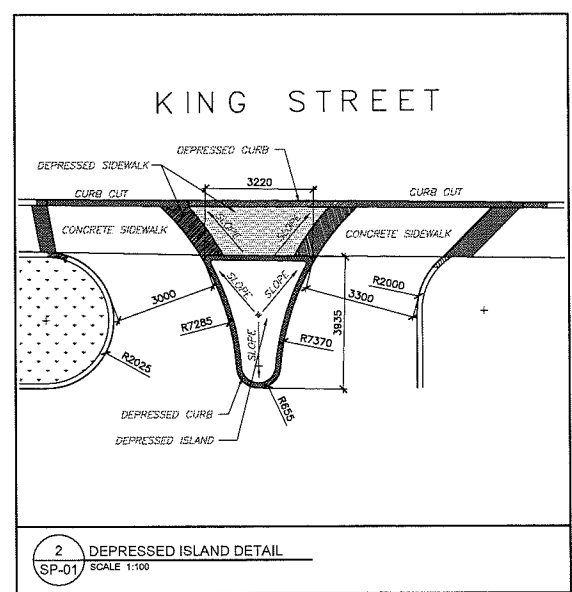 KING STREET
DEPRESSED CURB
DEPRESSED SIDEWALK
3220
CURB CUT
CURB CUT
SLOPE
SLOPE
CONCRETE SIDEWALK
CONCRETE SIDEWALK
SLOPE
SLOPE
R2000
3000
3300
R7285
SLOPE
R7370
3935
R2025
R655
DEPRESSED CURB
DEPRESSED ISLAND
2
SP-01
DEPRESSED ISLAND DETAIL
SCALE 1:100